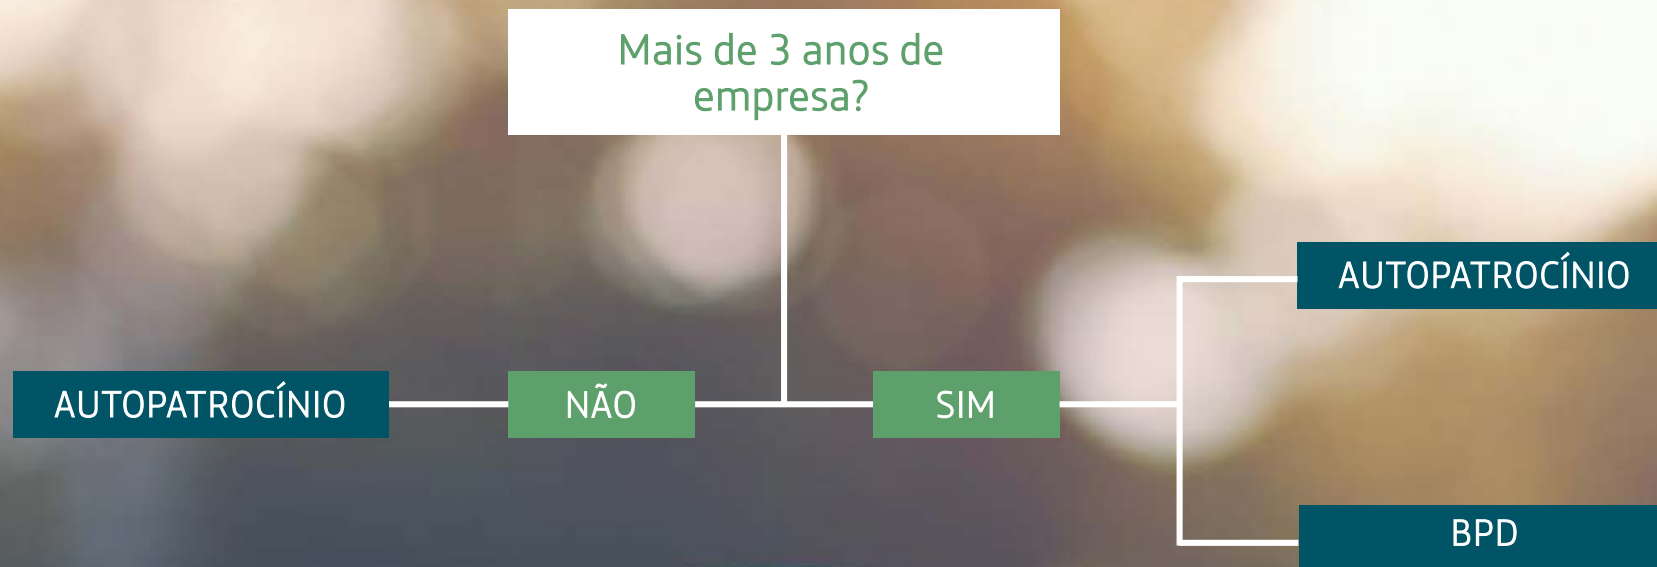 Mais de 3 anos de
empresa?
AUTOPATROCÍNIO
AUTOPATROCÍNIO
NÃO
SIM
BPD